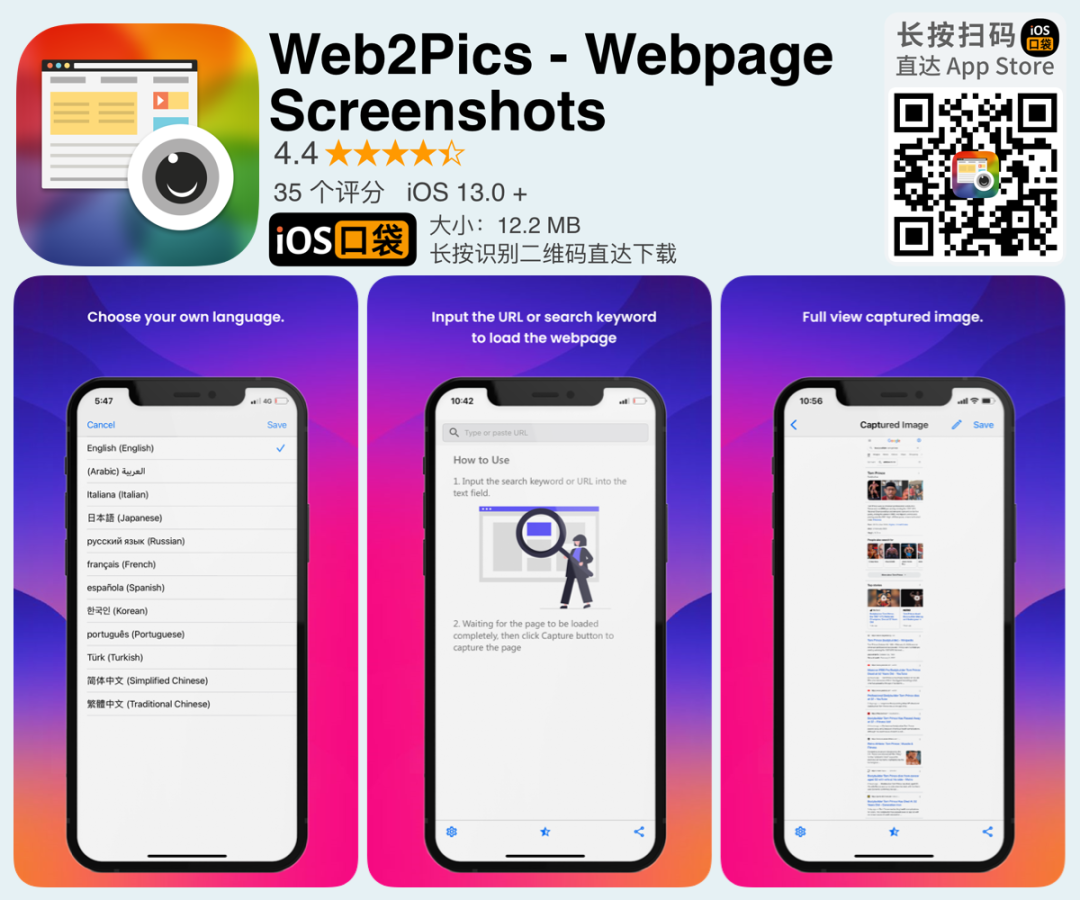 Web2Pics - Webpage
Screenshots
4.4
35 个评分 iOS 13.0 +
iOS口袋
大小：12.2 MB
长按识别二维码直达下载
长按扫码
iOS
口袋
直达 App Store
Choose your own language.
5:47
4G
Cancel
Save
English (English)
(Arabic) العربية
Italiana (Italian)
日本語 (Japanese)
русский язык (Russian)
français (French)
española (Spanish)
한국인 (Korean)
português (Portuguese)
Türk (Turkish)
简体中文 (Simplified Chinese)
繁體中文 (Traditional Chinese)
Input the URL or search keyword
to load the webpage
10:42
Type or paste URL
How to Use
1. Input the search keyword or URL into the
text field.
2. Waiting for the page to be loaded
completely, then click Capture button to
capture the page
Full view captured image.
10:56
Captured Image
Save
Google